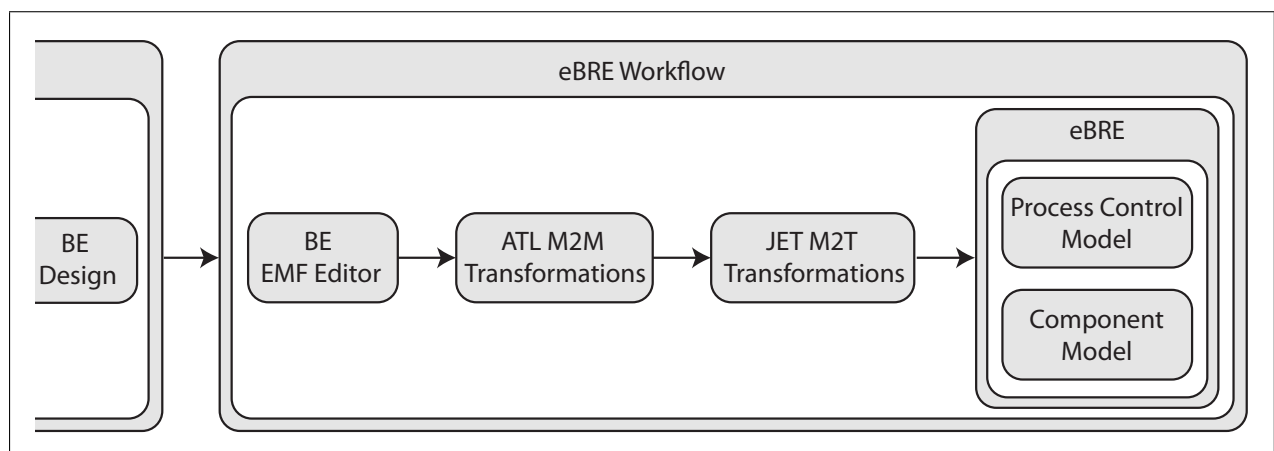 eBRE Workflow
eBRE
BE
Design
BE
EMF Editor
ATL M2M
Transformations
JET M2T
Transformations
Process Control
Model
Component
Model